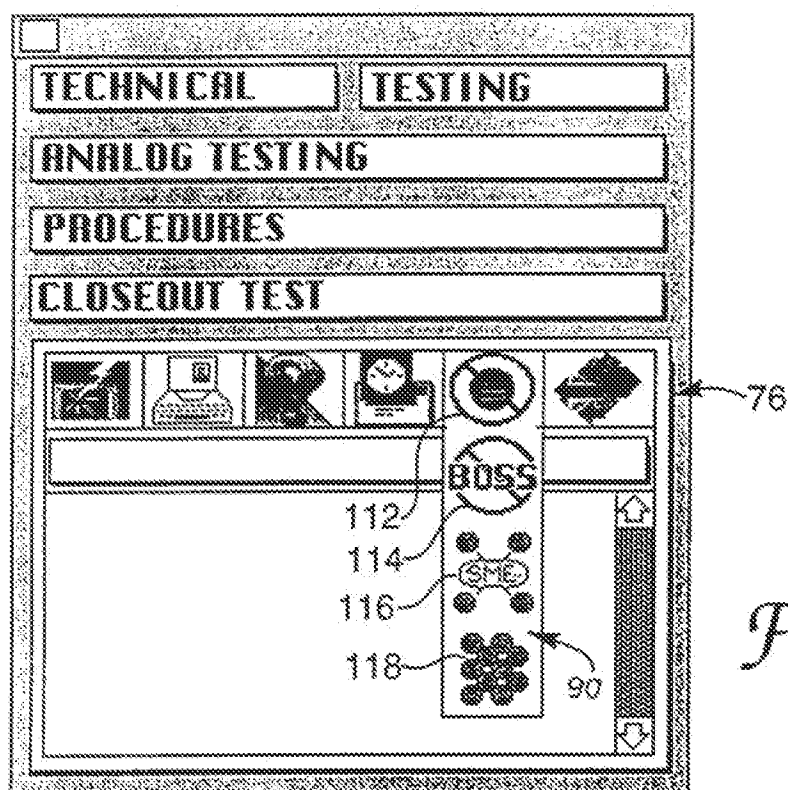 TECHNICAL TESTING
ANALOG TESTING
PROCEDURES
CLOSEOUT TEST
76
BOSS
112
114
SME
116
118
90